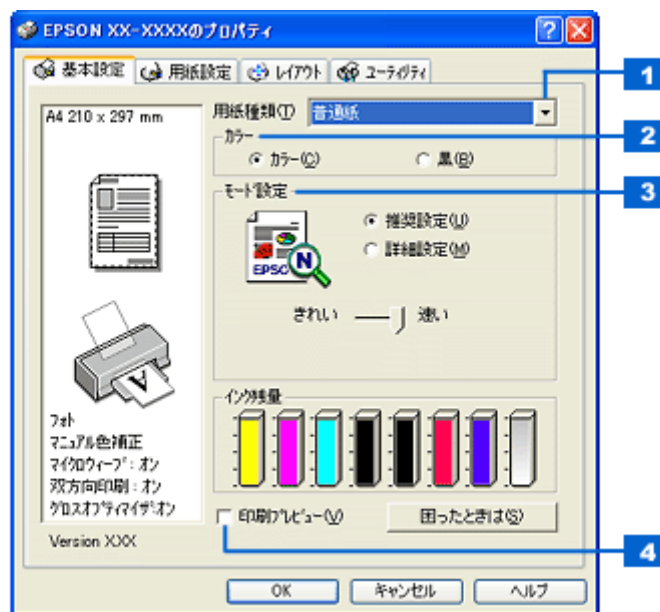 EPSON XX-XXXXのプロパティ
基本設定
用紙設定
レイアウト
ユーティリティ
A4 210 x 297 mm
用紙種類(T)
普通紙
1
カラー
2
カラー(C)
黒(B)
モード設定
3
推奨設定(U)
詳細設定(M)
EPSO
N
きれい
速い
A
インク残量
フォト
マニュアル色補正
マイクロウィーブ : オン
双方向印刷 : オン
グロスオプティマイザ:オン
印刷プレビュー(V)
困ったときは(S)
Version XXX
4
OK
キャンセル
ヘルプ